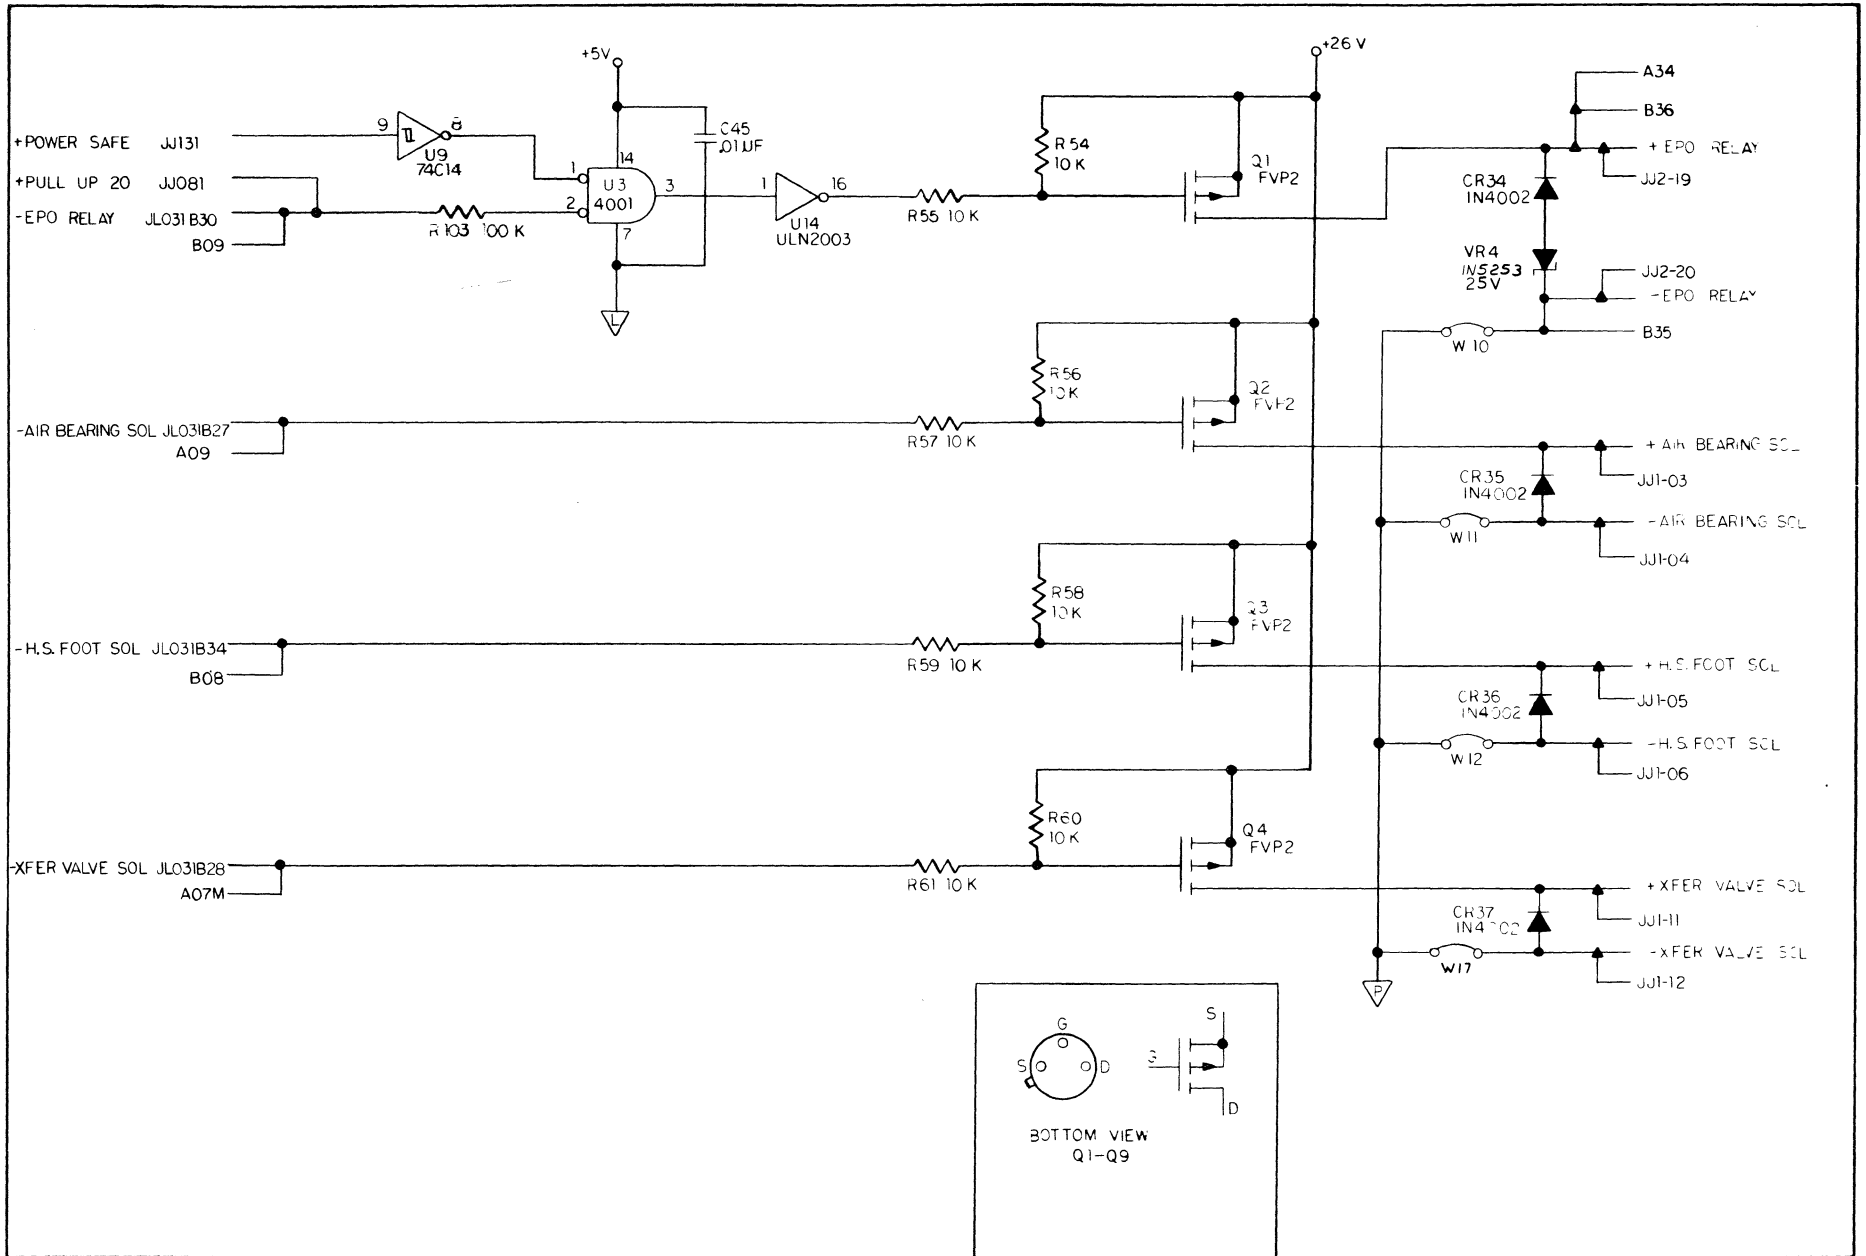 +5V
+26 V
A34
B36
+POWER SAFE JJ131
9
8
U9
74C14
C45
.01UF
14
1
U3
4001
3
2
7
+PULL UP 20 JJ081
-EPO RELAY JL031B30
B09
R103 100 K
1
16
U14
ULN2003
R55 10 K
R54
10 K
Q1
FVP2
+ EPO RELAY
JJ2-19
CR34
IN4002
VR4
IN5253
25V
JJ2-20
-EPO RELAY
B35
W10
L
R56
10 K
Q2
-AIR BEARING SOL JL031B27
A09
R57 10 K
+ AIR BEARING SOL
JJ1-03
CR35
IN4002
-AIR BEARING SOL
W11
JJ1-04
R58
10 K
Q3
FVP2
-H.S. FOOT SOL JL031B34
B08
R59 10 K
+ H.S. FOOT SOL
JJ1-05
CR36
IN4002
-H.S. FOOT SOL
W12
JJ1-06
R60
10 K
Q4
FVP2
-XFER VALVE SOL JL031B28
A07M
R61 10 K
+XFER VALVE SOL
JJ1-11
CR37
IN4002
-XFER VALVE SOL
W17
JJ1-12
P
G
S
D
S
G
D
BOTTOM VIEW
Q1-Q9